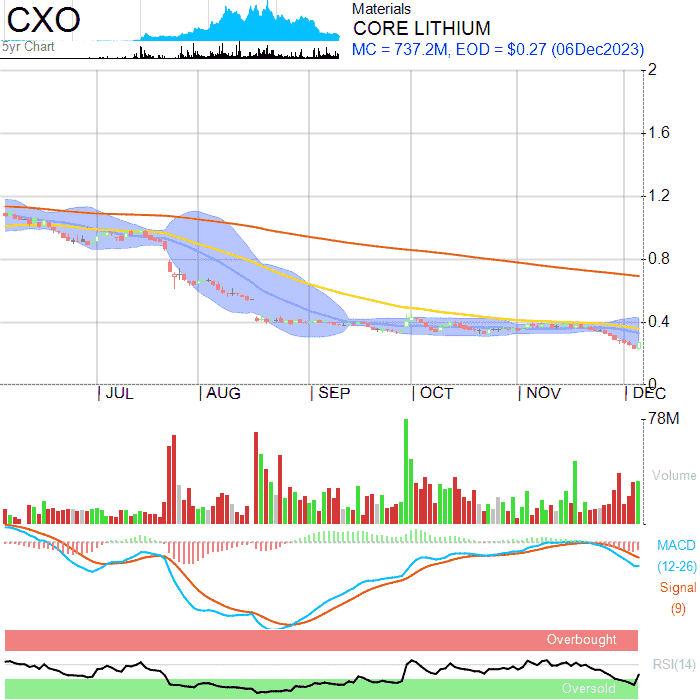 CXO
5yr Chart
Materials
CORE LITHIUM
MC = 737.2M, EOD = $0.27 (06Dec2023)
2
1.6
1.2
0.8
0.4
0
JUL AUG SEP OCT NOV DEC
78M
Volume
MACD
(12-26)
Signal
(9)
Overbought
RSI(14)
Oversold